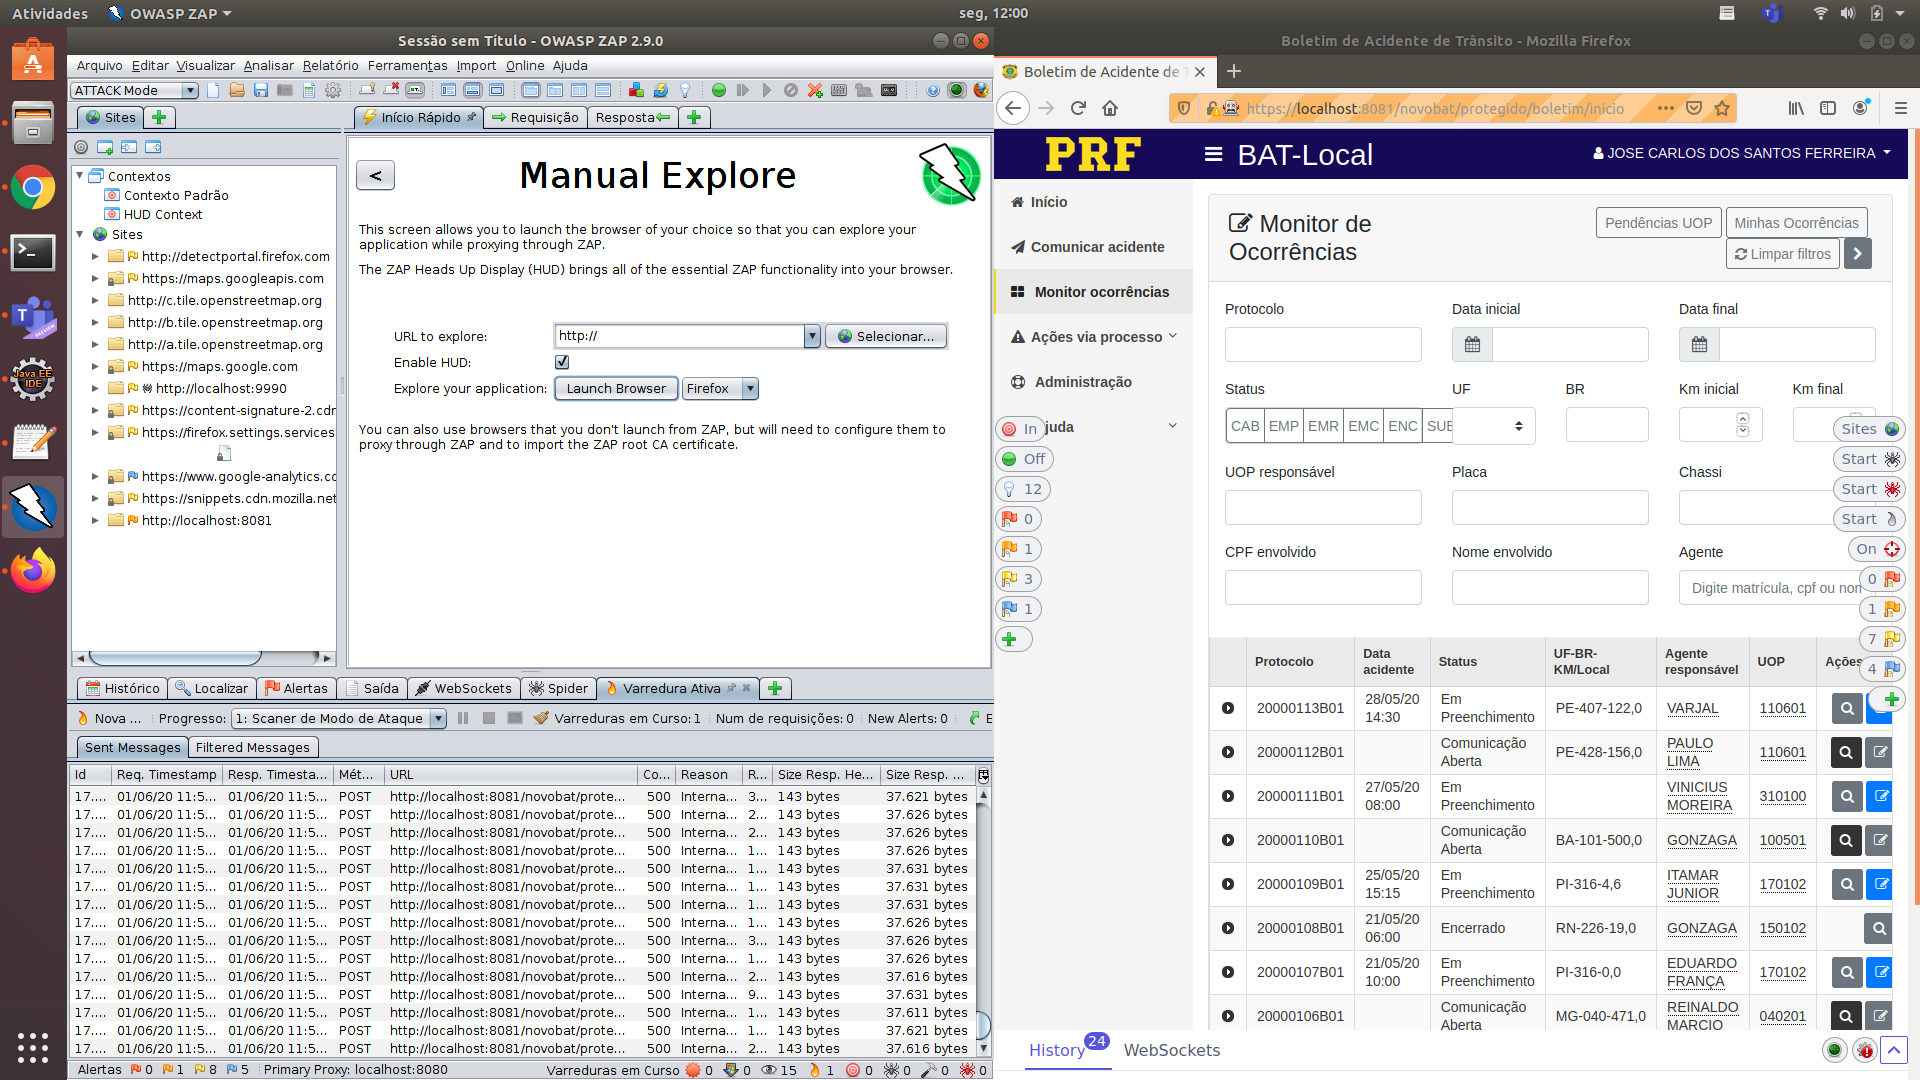 Atividades
OWASP ZAP
seg, 12:00
Sessão sem Título - OWASP ZAP 2.9.0
Arquivo Editar Visualizar Analisar Relatório Ferramentas Import Online Ajuda
ATTACK Mode
Sites
Início Rápido
Requisição
Resposta
Contextos
Contexto Padrão
HUD Context
Sites
http://detectportal.firefox.com
https://maps.googleapis.com
http://c.tile.openstreetmap.org
http://b.tile.openstreetmap.org
http://a.tile.openstreetmap.org
https://maps.google.com
http://localhost:9990
https://content-signature-2.cdn
https://firefox.settings.services
https://www.google-analytics.co
https://snippets.cdn.mozilla.net
http://localhost:8081
<
Manual Explore
This screen allows you to launch the browser of your choice so that you can explore your
application while proxying through ZAP.
The ZAP Heads Up Display (HUD) brings all of the essential ZAP functionality into your browser.
URL to explore: http:// Selecionar...
Enable HUD:
Explore your application: Launch Browser Firefox
You can also use browsers that you don't launch from ZAP, but will need to configure them to
proxy through ZAP and to import the ZAP root CA certificate.
Histórico Localizar Alertas Saída WebSockets Spider Varredura Ativa
Nova ... Progresso: 1: Scaner de Modo de Ataque Varreduras em Curso: 1 Num de requisições: 0 New Alerts: 0 E
Sent Messages Filtered Messages
Id Req. Timestamp Resp. Timesta... Mét... URL Co... Reason R... Size Resp. He... Size Resp. ...
17.... 01/06/20 11:5... 01/06/20 11:5... POST http://localhost:8081/novobat/prote... 500 Interna... 3... 143 bytes 37.621 bytes
17.... 01/06/20 11:5... 01/06/20 11:5... POST http://localhost:8081/novobat/prote... 500 Interna... 2... 143 bytes 37.626 bytes
17.... 01/06/20 11:5... 01/06/20 11:5... POST http://localhost:8081/novobat/prote... 500 Interna... 2... 143 bytes 37.626 bytes
17.... 01/06/20 11:5... 01/06/20 11:5... POST http://localhost:8081/novobat/prote... 500 Interna... 1... 143 bytes 37.626 bytes
17.... 01/06/20 11:5... 01/06/20 11:5... POST http://localhost:8081/novobat/prote... 500 Interna... 1... 143 bytes 37.631 bytes
17.... 01/06/20 11:5... 01/06/20 11:5... POST http://localhost:8081/novobat/prote... 500 Interna... 1... 143 bytes 37.631 bytes
17.... 01/06/20 11:5... 01/06/20 11:5... POST http://localhost:8081/novobat/prote... 500 Interna... 1... 143 bytes 37.631 bytes
17.... 01/06/20 11:5... 01/06/20 11:5... POST http://localhost:8081/novobat/prote... 500 Interna... 1... 143 bytes 37.626 bytes
17.... 01/06/20 11:5... 01/06/20 11:5... POST http://localhost:8081/novobat/prote... 500 Interna... 3... 143 bytes 37.626 bytes
17.... 01/06/20 11:5... 01/06/20 11:5... POST http://localhost:8081/novobat/prote... 500 Interna... 1... 143 bytes 37.626 bytes
17.... 01/06/20 11:5... 01/06/20 11:5... POST http://localhost:8081/novobat/prote... 500 Interna... 2... 143 bytes 37.616 bytes
17.... 01/06/20 11:5... 01/06/20 11:5... POST http://localhost:8081/novobat/prote... 500 Interna... 9... 143 bytes 37.631 bytes
17.... 01/06/20 11:5... 01/06/20 11:5... POST http://localhost:8081/novobat/prote... 500 Interna... 1... 143 bytes 37.611 bytes
17.... 01/06/20 11:5... 01/06/20 11:5... POST http://localhost:8081/novobat/prote... 500 Interna... 1... 143 bytes 37.621 bytes
17.... 01/06/20 11:5... 01/06/20 11:5... POST http://localhost:8081/novobat/prote... 500 Interna... 2... 143 bytes 37.616 bytes
Alertas 0 1 8 5 Primary Proxy: localhost:8080 Varreduras em Curso 0 0 15 1 0 0 0 0
Boletim de Acidente de Trânsito - Mozilla Firefox
Boletim de Acidente de T
https://localhost:8081/novobat/protegido/boletim/inicio
PRF
BAT-Local
JOSE CARLOS DOS SANTOS FERREIRA
Início
Comunicar acidente
Monitor ocorrências
Ações via processo
Administração
juda
In
Off
12
0
1
3
1
Monitor de
Ocorrências
Pendências UOP Minhas Ocorrências
Limpar filtros
Protocolo Data inicial Data final
Status UF BR Km inicial Km final
CAB EMP EMR EMC ENC SUE
UOP responsável Placa Chassi
CPF envolvido Nome envolvido Agente
Digite matrícula, cpf ou nom
Sites
Start
Start
Start
On
0
1
7
4
Protocolo Data acidente Status UF-BR-KM/Local Agente responsável UOP Ações
20000113B01 28/05/20 14:30 Em Preenchimento PE-407-122,0 VARJAL 110601
20000112B01 Comunicação Aberta PE-428-156,0 PAULO LIMA 110601
20000111B01 27/05/20 08:00 Em Preenchimento VINICIUS MOREIRA 310100
20000110B01 Comunicação Aberta BA-101-500,0 GONZAGA 100501
20000109B01 25/05/20 15:15 Em Preenchimento PI-316-4,6 ITAMAR JUNIOR 170102
20000108B01 21/05/20 06:00 Encerrado RN-226-19,0 GONZAGA 150102
20000107B01 21/05/20 10:00 Em Preenchimento PI-316-0,0 EDUARDO FRANÇA 170102
20000106B01 Comunicação Aberta MG-040-471,0 REINALDO MARCIO 040201
History 24 WebSockets